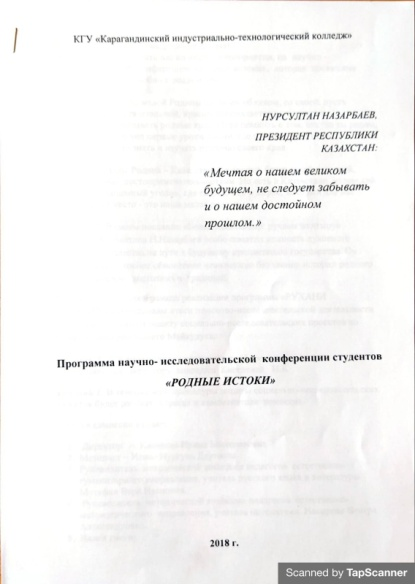 КГУ «Карагандинский индустриально-технологический колледж»
НУРСУЛТАН НАЗАРБАЕВ,
ПРЕЗИДЕНТ РЕСПУБЛИКИ
КАЗАХСТАН:
«Мечтая о нашем великом
будущем, не следует забывать
и о нашем достойном
прошлом.»
Программа научно- исследовательской конференции студентов
«РОДНЫЕ ИСТОКИ»
2018 г.
Scanned by TapScanner